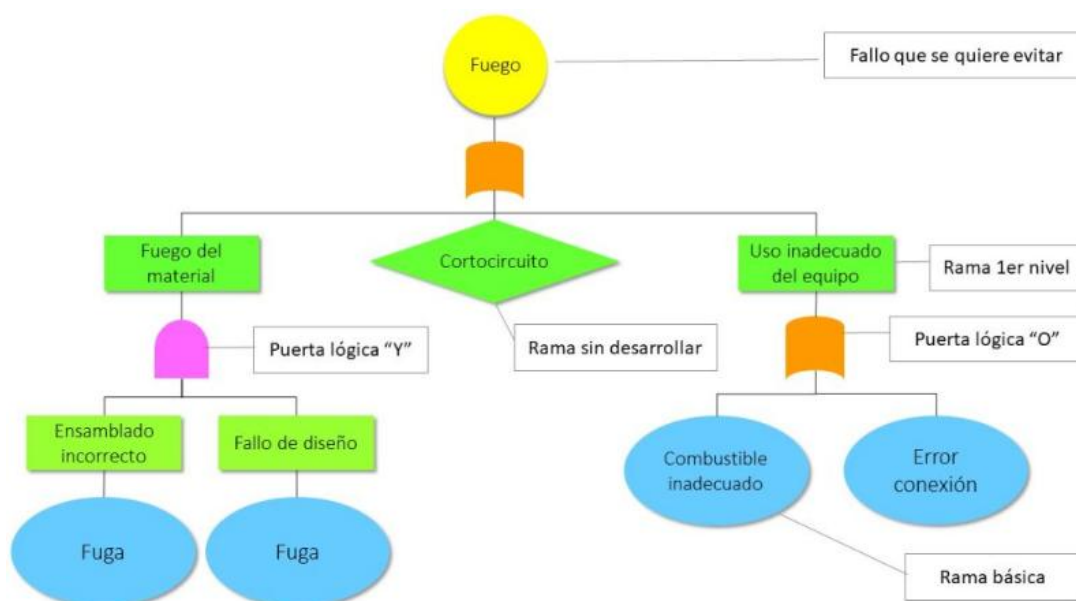 Fuego
Fallo que se quiere evitar
Fuego del
material
Cortocircuito
Uso inadecuado
del equipo
Rama 1er nivel
Puerta lógica “Y”
Rama sin desarrollar
Puerta lógica “O”
Ensamblado
incorrecto
Fallo de diseño
Combustible
inadecuado
Error
conexión
Fuga
Fuga
Rama básica